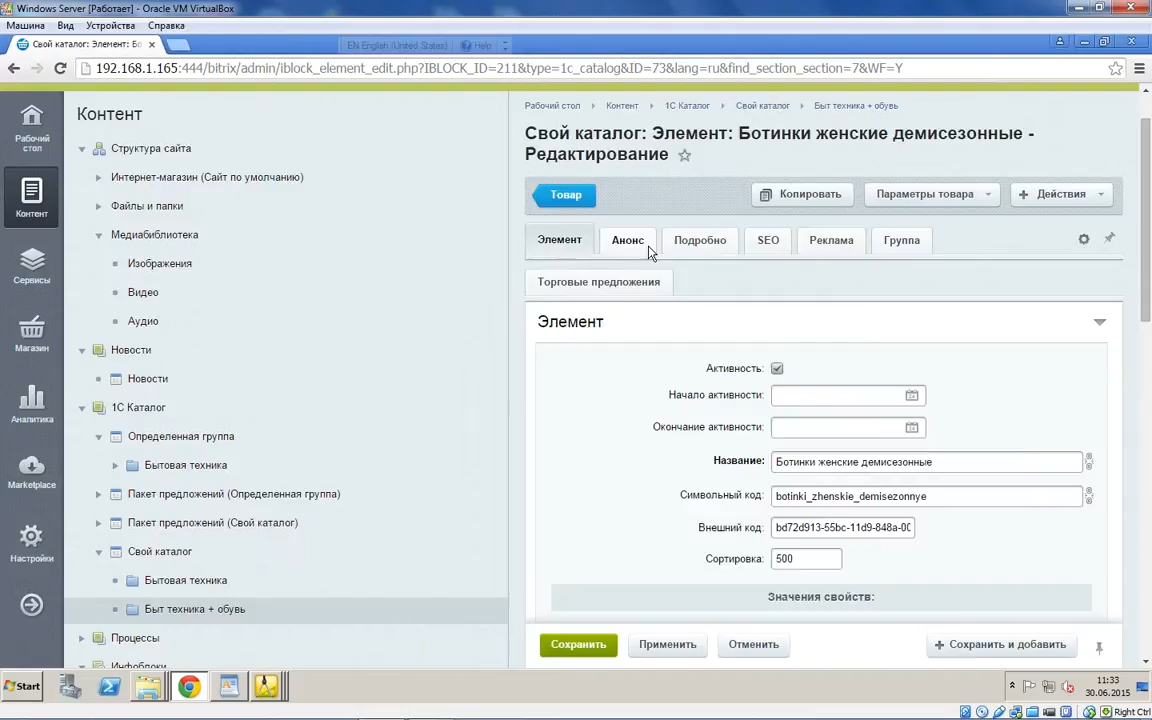 Windows Server [Работает] - Oracle VM VirtualBox
Машина Вид Устройства Справка
Свой каталог: Элемент: Бо
EN English (United States) Help
192.168.1.165:444/bitrix/admin/iblock_element_edit.php?IBLOCK_ID=211&type=1c_catalog&ID=73&lang=ru&find_section_section=7&WF=Y
Рабочий стол
Контент
Сервисы
Магазин
Аналитика
Marketplace
Настройки
Контент
Структура сайта
Интернет-магазин (Сайт по умолчанию)
Файлы и папки
Медиабиблиотека
Изображения
Видео
Аудио
Новости
Новости
1С Каталог
Определенная группа
Бытовая техника
Пакет предложений (Определенная группа)
Пакет предложений (Свой каталог)
Свой каталог
Бытовая техника
Быт техника + обувь
Процессы
Инфоблоки
Рабочий стол Контент 1С Каталог Свой каталог Быт техника + обувь
Свой каталог: Элемент: Ботинки женские демисезонные -
Редактирование
Товар Копировать Параметры товара Действия
Элемент Анонс Подробно SEO Реклама Группа
Торговые предложения
Элемент
Активность:
Начало активности:
Окончание активности:
Название: Ботинки женские демисезонные
Символьный код: botinki_zhenskie_demisezonnye
Внешний код: bd72d913-55bc-11d9-848a-00
Сортировка: 500
Значения свойств:
Сохранить Применить Отменить + Сохранить и добавить
Start
11:33
30.06.2015
Right Ctrl